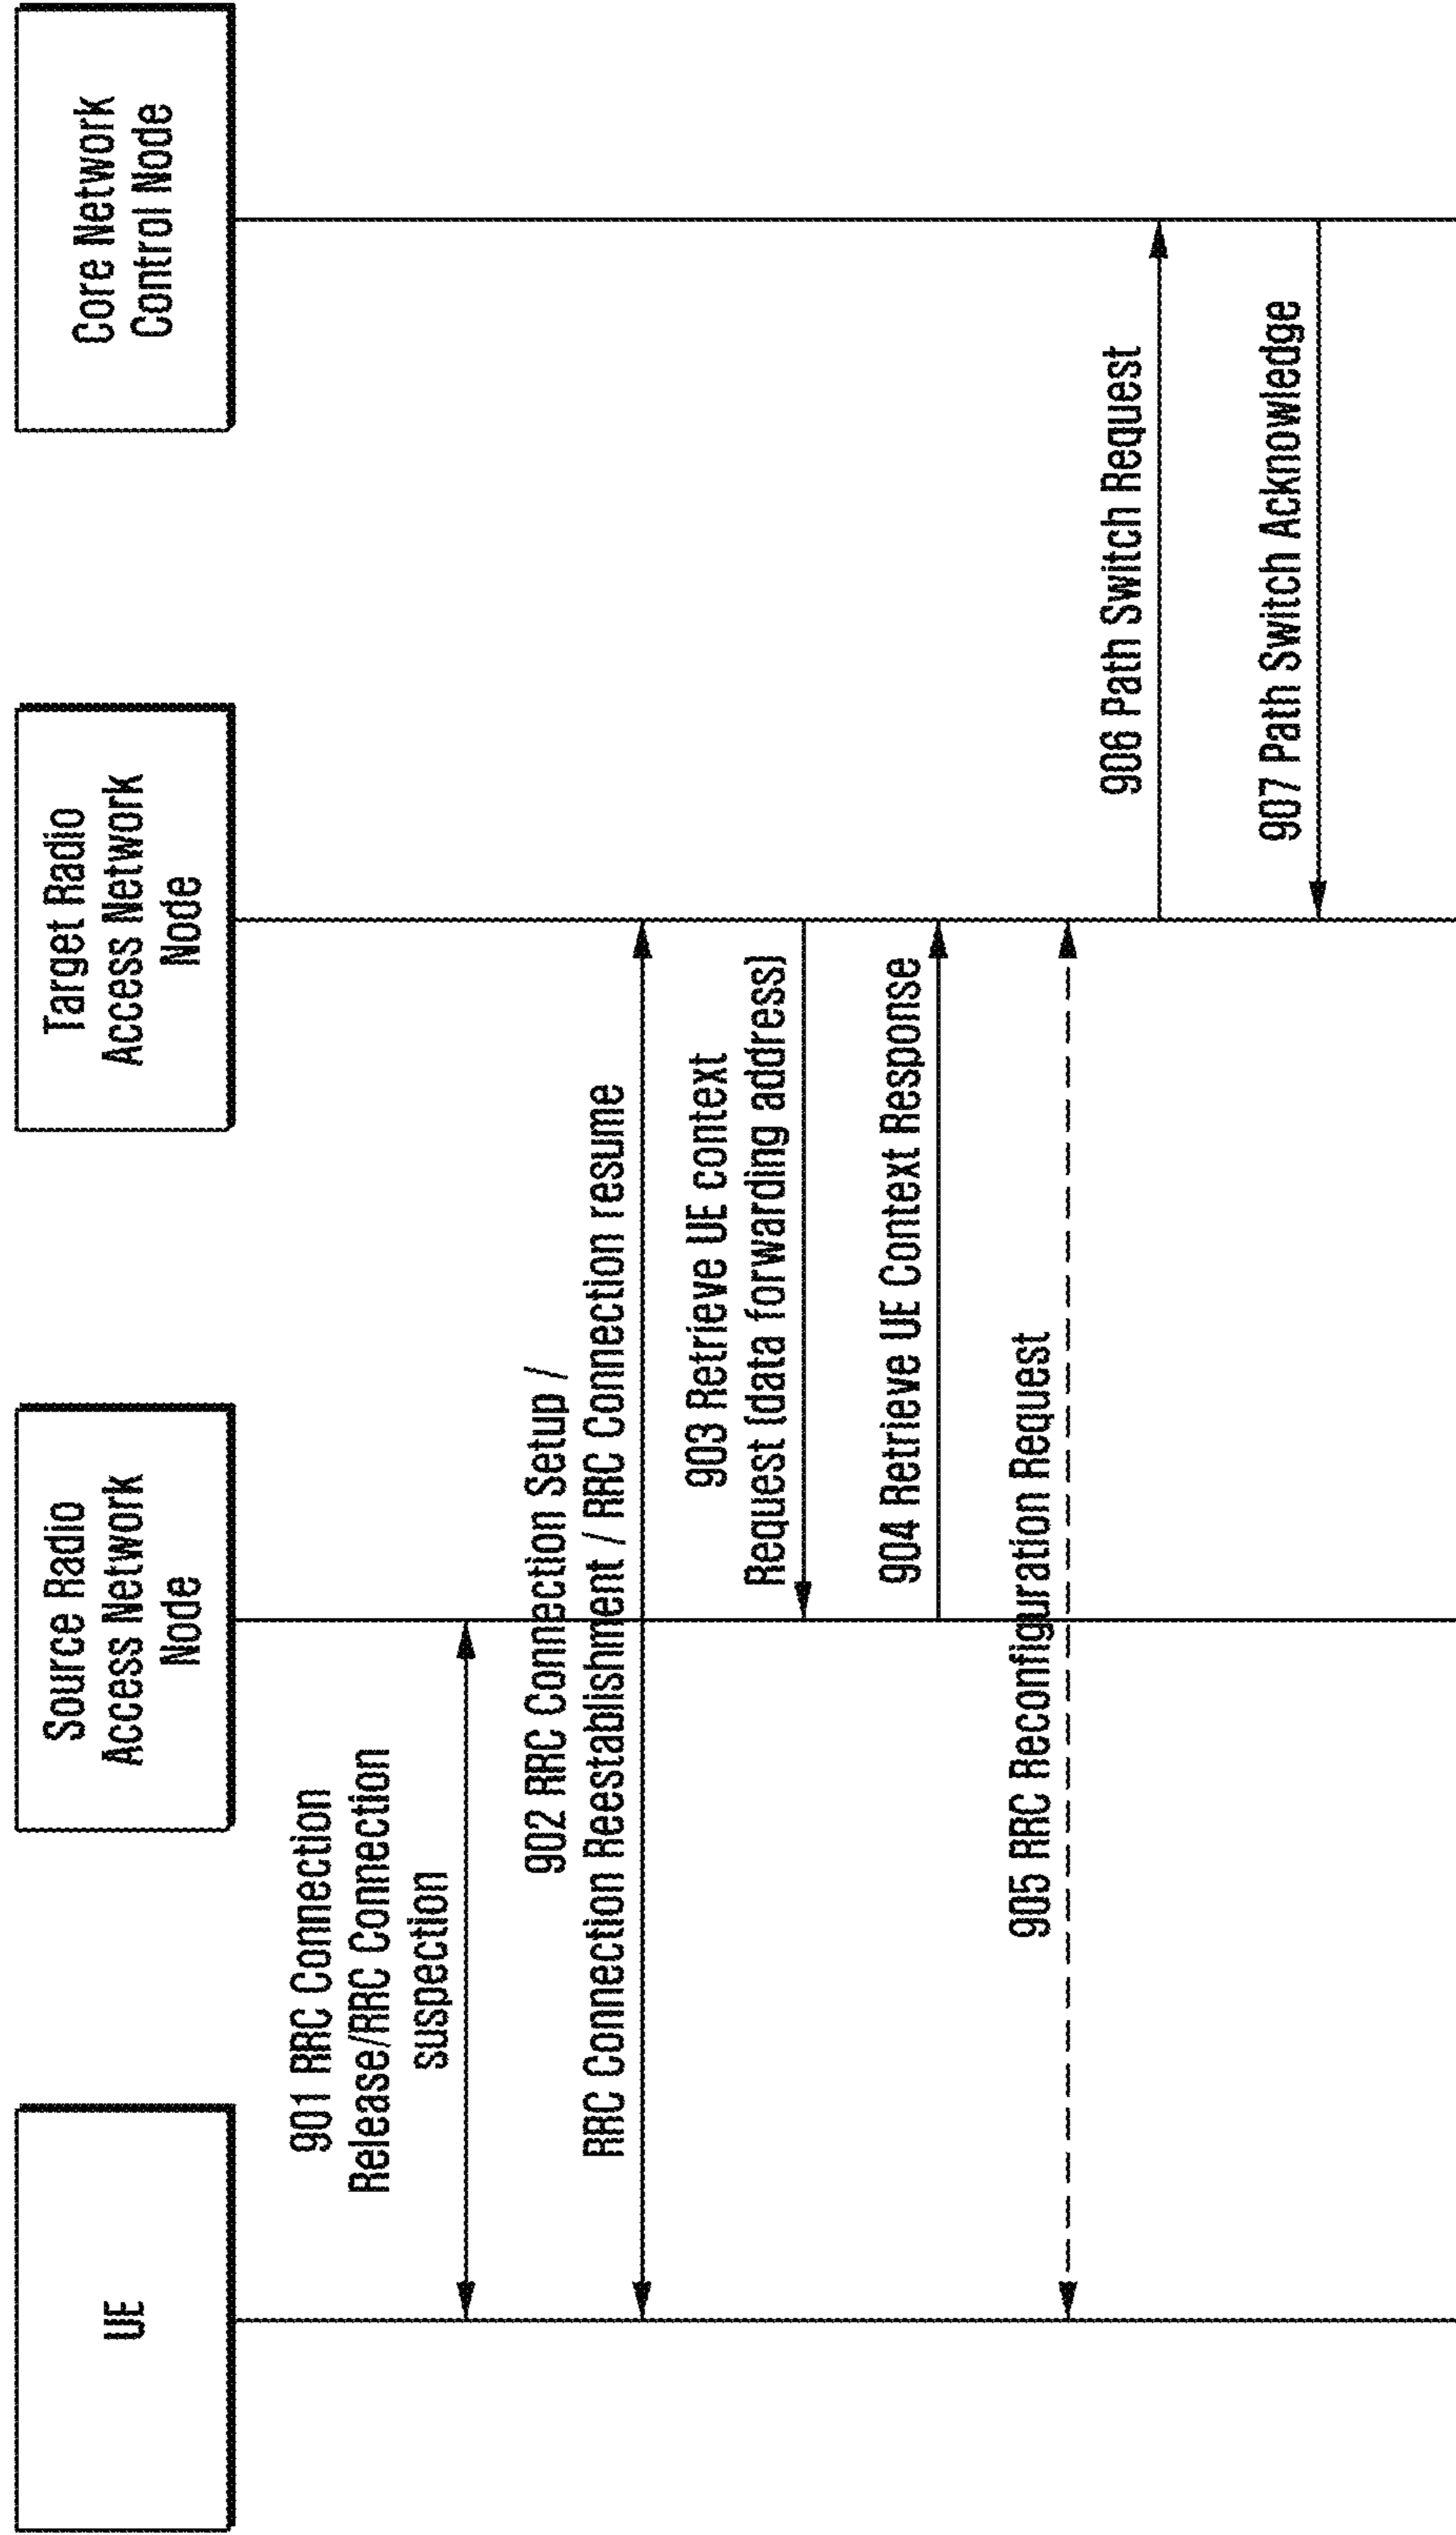 UE
Source Radio
Access Network
Node
Target Radio
Access Network
Node
Core Network
Control Node
901 RRC Connection
Release/RRC Connection
suspection
902 RRC Connection Setup /
RRC Connection Reestablishment / RRC Connection resume
903 Retrieve UE context
Request (data forwarding address)
904 Retrieve UE Context Response
905 RRC Reconfiguration Request
906 Path Switch Request
907 Path Switch Acknowledge